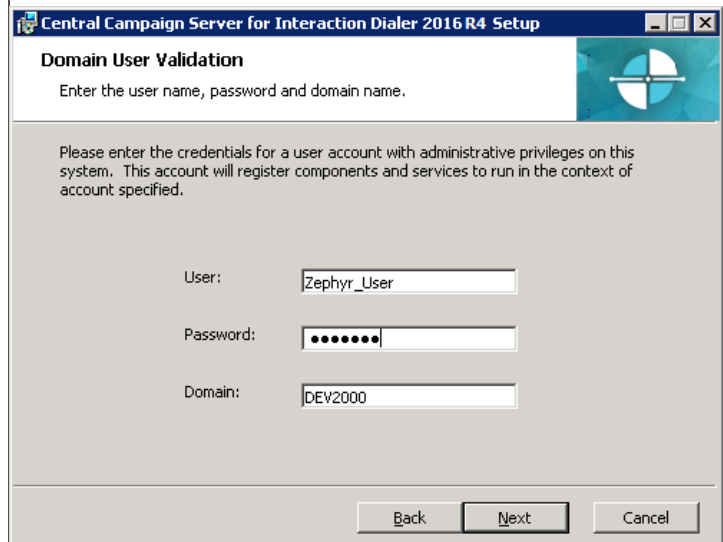 Central Campaign Server for Interaction Dialer 2016 R4 Setup
Domain User Validation
Enter the user name, password and domain name.
Please enter the credentials for a user account with administrative privileges on this
system. This account will register components and services to run in the context of
account specified.
User: Zephyr_User
Password: ●●●●●●●
Domain: DEV2000
Back Next Cancel